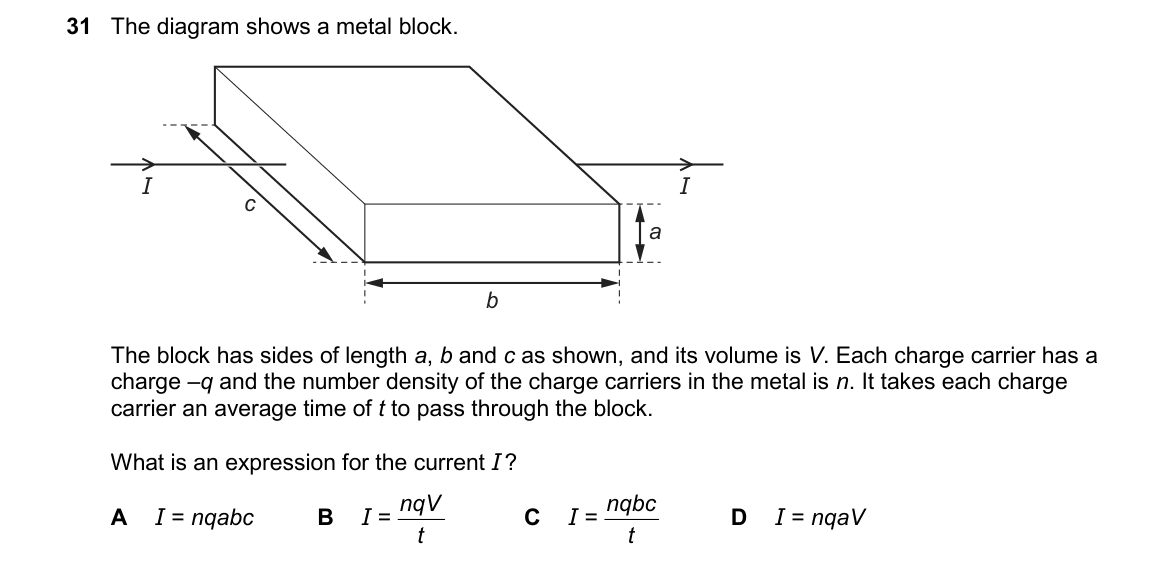 31 The diagram shows a metal block.
I
c
I
a
b
The block has sides of length a, b and c as shown, and its volume is V. Each charge carrier has a
charge –q and the number density of the charge carriers in the metal is n. It takes each charge
carrier an average time of t to pass through the block.
What is an expression for the current I?
A I = nqabc B I = nqV/t C I = nqbc/t D I = nqaV